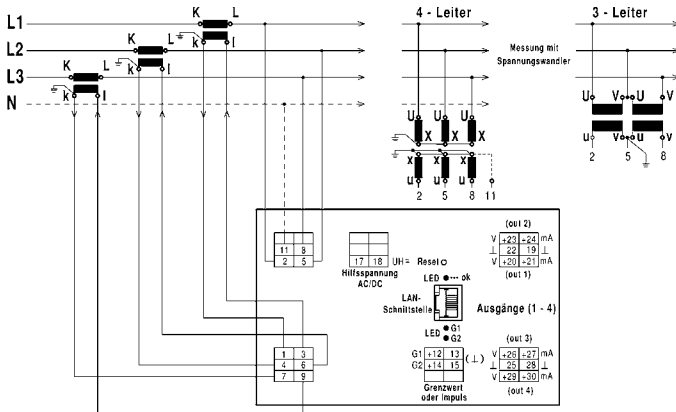 K L 4 - Leiter 3 - Leiter
L1
K L k l
L2 Messung mit
Spannungswandler
K L k l
L3
k l
N
U U U U V U V
X X X
x x x u v u v
u u u 2 5 8
2 5 8 11
(out 2)
11 8 V +23 +24 mA
2 5 17 18 UH≃ Reset ⊥ 22 19 ⊥
Hilfsspannung V +20 +21 mA
AC/DC LED ok (out 1)
LAN-
Schnittstelle Ausgänge (1 - 4)
LED G1
G2 (out 3)
1 3 G1 +12 13 (⊥) V +26 +27 mA
4 6 G2 +14 15 ⊥ 25 28 ⊥
7 9 V +29 +30 mA
Grenzwert (out 4)
oder Impuls